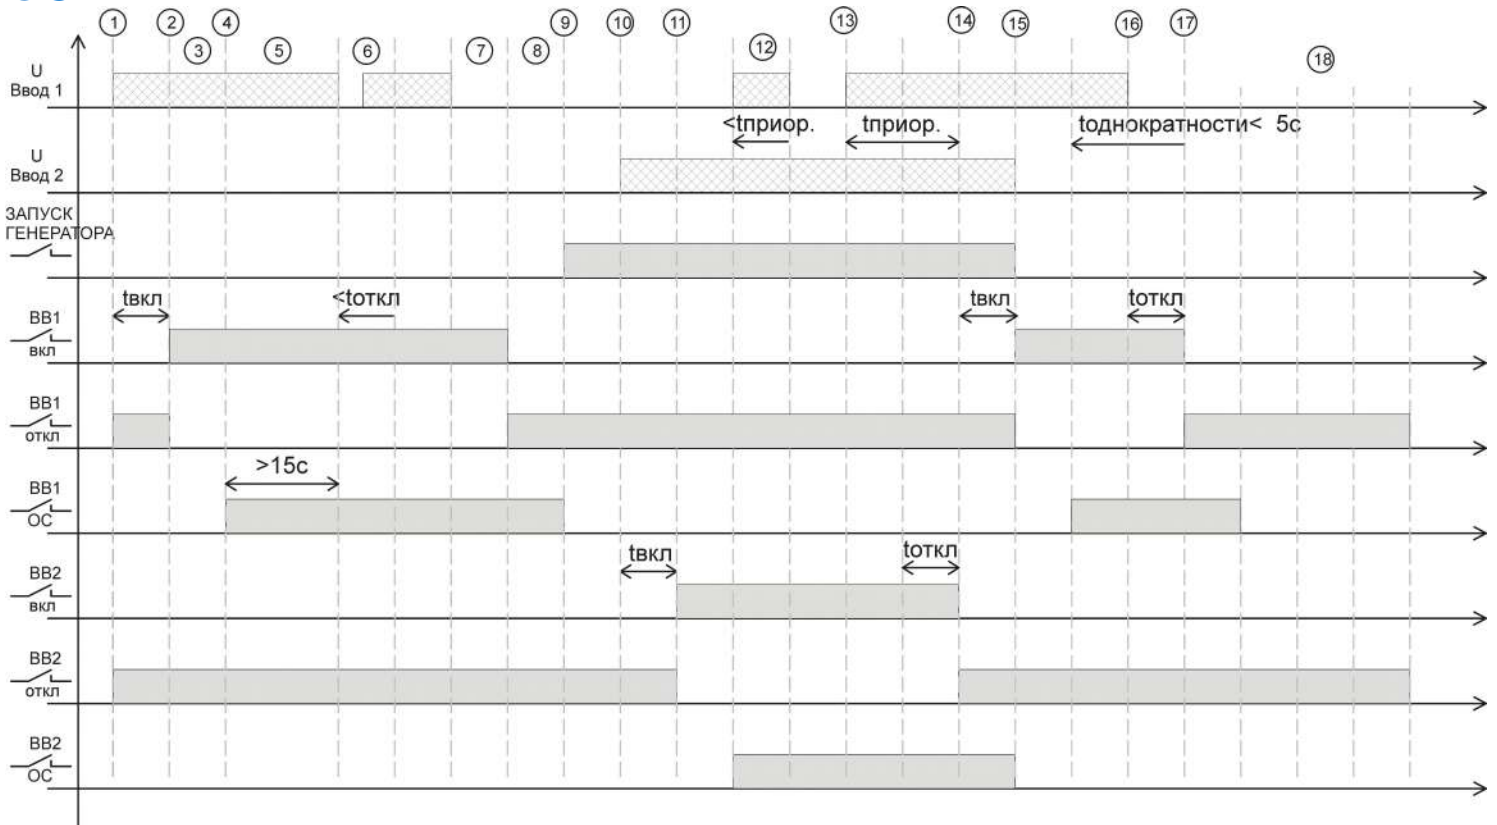 1 2 4 9 10 11 13 14 15 16 17
3 5 6 7 8 12 18
U
Ввод 1
<tприор. tприор. tоднократности< 5с
U
Ввод 2
ЗАПУСК
ГЕНЕРАТОРА
tвкл <tоткл tвкл tоткл
ВВ1
вкл
ВВ1
откл
>15с
ВВ1
ОС
tвкл tоткл
ВВ2
вкл
ВВ2
откл
ВВ2
ОС